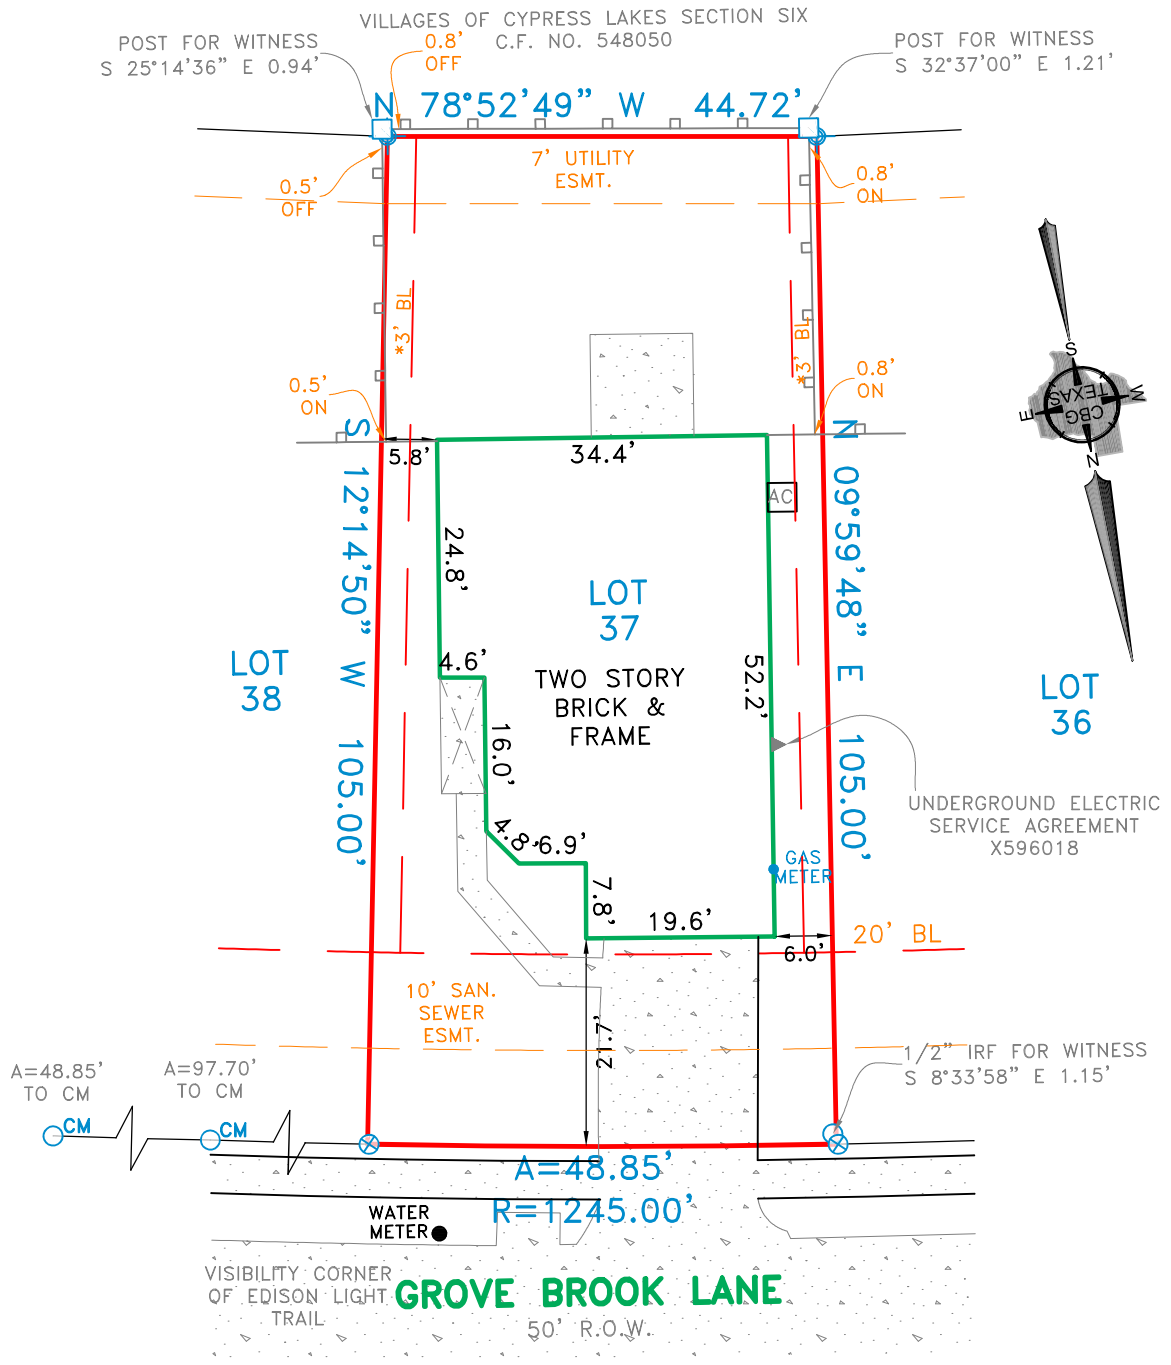 VILLAGES OF CYPRESS LAKES SECTION SIX
C.F. NO. 548050
POST FOR WITNESS
S 25°14'36" E 0.94'
0.8'
OFF
POST FOR WITNESS
S 32°37'00" E 1.21'
N 78°52'49" W 44.72'
7' UTILITY
ESMT.
0.5'
OFF
0.8'
ON
*3' BL
*3' BL
0.5'
ON
0.8'
ON
S
W
CBG
TEXAS
E
N
S 12°14'50" W 105.00'
N 09°59'48" E 105.00'
5.8'
34.4'
AC
24.8'
LOT
37
LOT
38
4.6'
TWO STORY
BRICK &
FRAME
52.2'
LOT
36
16.0'
UNDERGROUND ELECTRIC
SERVICE AGREEMENT
X596018
4.8'
6.9'
GAS
METER
7.8'
19.6'
6.0'
20' BL
10' SAN.
SEWER
ESMT.
21.7'
1/2" IRF FOR WITNESS
S 8°33'58" E 1.15'
A=48.85'
TO CM
A=97.70'
TO CM
CM
CM
A=48.85'
R=1245.00'
WATER
METER
VISIBILITY CORNER
OF EDISON LIGHT
TRAIL
GROVE BROOK LANE
50' R.O.W.